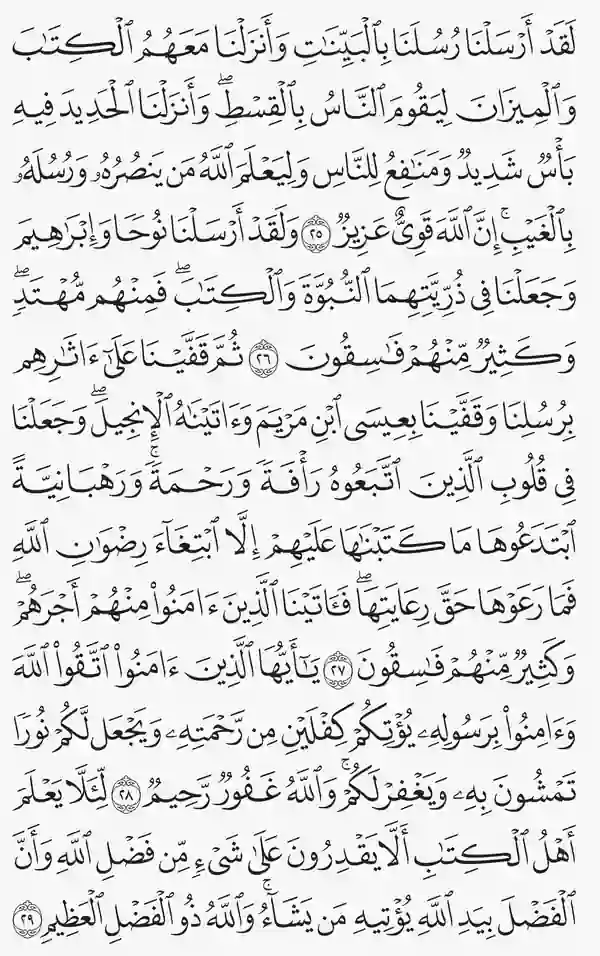 لَقَدْ أَرْسَلْنَا رُسُلَنَا بِٱلْبَيِّنَٰتِ وَأَنزَلْنَا مَعَهُمُ ٱلْكِتَٰبَ
وَٱلْمِيزَانَ لِيَقُومَ ٱلنَّاسُ بِٱلْقِسْطِۖ وَأَنزَلْنَا ٱلْحَدِيدَ فِيهِ
بَأْسٌ شَدِيدٌ وَمَنَٰفِعُ لِلنَّاسِ وَلِيَعْلَمَ ٱللَّهُ مَن يَنصُرُهُۥ وَرُسُلَهُۥ
بِٱلْغَيْبِۚ إِنَّ ٱللَّهَ قَوِىٌّ عَزِيزٌ ٢٥ وَلَقَدْ أَرْسَلْنَا نُوحًا وَإِبْرَٰهِيمَ
وَجَعَلْنَا فِى ذُرِّيَّتِهِمَا ٱلنُّبُوَّةَ وَٱلْكِتَٰبَۖ فَمِنْهُم مُّهْتَدٍۖ
وَكَثِيرٌ مِّنْهُمْ فَٰسِقُونَ ٢٦ ثُمَّ قَفَّيْنَا عَلَىٰٓ ءَاثَٰرِهِم
بِرُسُلِنَا وَقَفَّيْنَا بِعِيسَى ٱبْنِ مَرْيَمَ وَءَاتَيْنَٰهُ ٱلْإِنجِيلَۖ وَجَعَلْنَا
فِى قُلُوبِ ٱلَّذِينَ ٱتَّبَعُوهُ رَأْفَةً وَرَحْمَةًۚ وَرَهْبَانِيَّةً
ٱبْتَدَعُوهَا مَا كَتَبْنَٰهَا عَلَيْهِمْ إِلَّا ٱبْتِغَآءَ رِضْوَٰنِ ٱللَّهِ
فَمَا رَعَوْهَا حَقَّ رِعَايَتِهَاۖ فَـَٔاتَيْنَا ٱلَّذِينَ ءَامَنُوا۟ مِنْهُمْ أَجْرَهُمْۖ
وَكَثِيرٌ مِّنْهُمْ فَٰسِقُونَ ٢٧ يَٰٓأَيُّهَا ٱلَّذِينَ ءَامَنُوا۟ ٱتَّقُوا۟ ٱللَّهَ
وَءَامِنُوا۟ بِرَسُولِهِۦ يُؤْتِكُمْ كِفْلَيْنِ مِن رَّحْمَتِهِۦ وَيَجْعَل لَّكُمْ نُورًا
تَمْشُونَ بِهِۦ وَيَغْفِرْ لَكُمْۚ وَٱللَّهُ غَفُورٌ رَّحِيمٌ ٢٨ لِّئَلَّا يَعْلَمَ
أَهْلُ ٱلْكِتَٰبِ أَلَّا يَقْدِرُونَ عَلَىٰ شَىْءٍ مِّن فَضْلِ ٱللَّهِ وَأَنَّ
ٱلْفَضْلَ بِيَدِ ٱللَّهِ يُؤْتِيهِ مَن يَشَآءُۚ وَٱللَّهُ ذُو ٱلْفَضْلِ ٱلْعَظِيمِ ٢٩